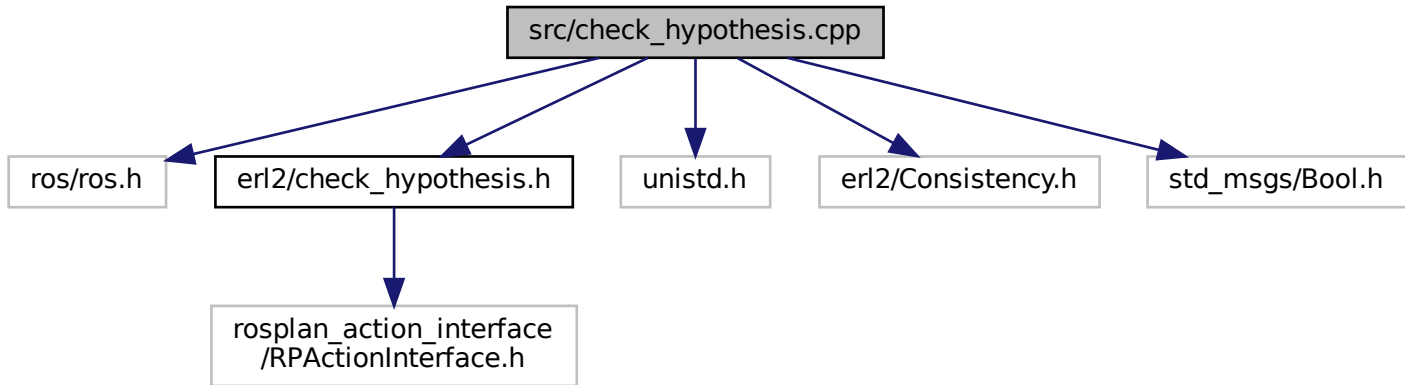 src/check_hypothesis.cpp
ros/ros.h
erl2/check_hypothesis.h
unistd.h
erl2/Consistency.h
std_msgs/Bool.h
rosplan_action_interface
/RPActionInterface.h